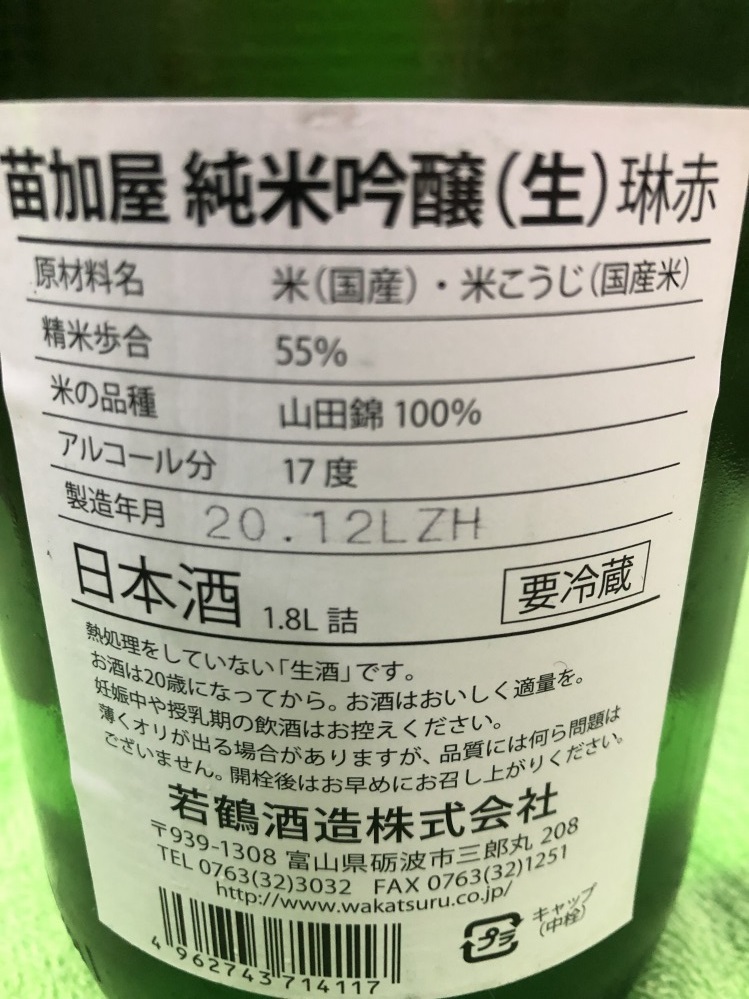 苗加屋 純米吟醸(生)琳赤
原材料名 米(国産)・米こうじ(国産米)
精米歩合 55%
米の品種 山田錦 100%
アルコール分 17 度
製造年月 20.12LZH
日本酒 1.8L 詰 要冷蔵
熱処理をしていない「生酒」です。
お酒は20歳になってから。お酒はおいしく適量を。
妊娠中や授乳期の飲酒はお控えください。
薄くオリが出る場合がありますが、品質には何ら問題は
ございません。開栓後はお早めにお召し上がりください。
若鶴酒造株式会社
〒939-1308 富山県砺波市三郎丸 208
TEL 0763(32)3032 FAX 0763(32)1251
http://www.wakatsuru.co.jp/
4 962743 714117
プラ
キャップ
(中栓)